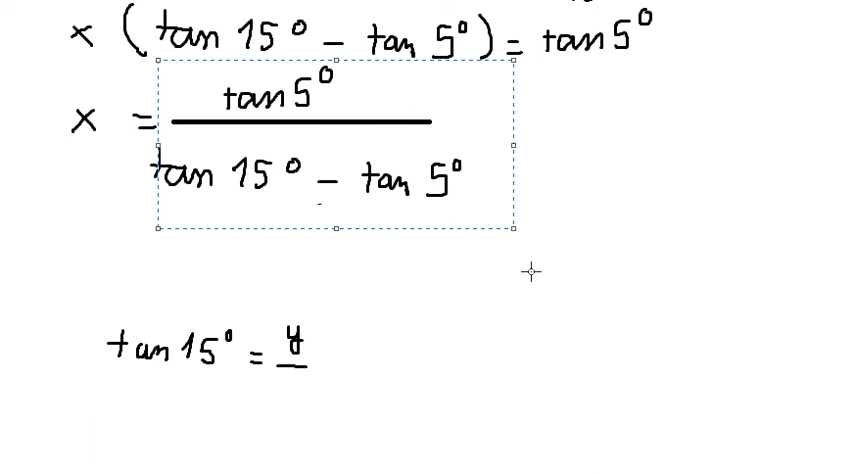 x (tan 15° – tan 5°) = tan 5°
x = tan 5°
tan 15° – tan 5°
tan 15° = y